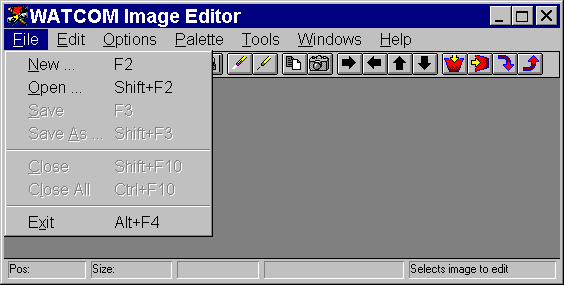 WATCOM Image Editor
File Edit Options Palette Tools Windows Help
New ... F2
Open ... Shift+F2
Save F3
Save As ... Shift+F3
Close Shift+F10
Close All Ctrl+F10
Exit Alt+F4
Pos: Size: Selects image to edit